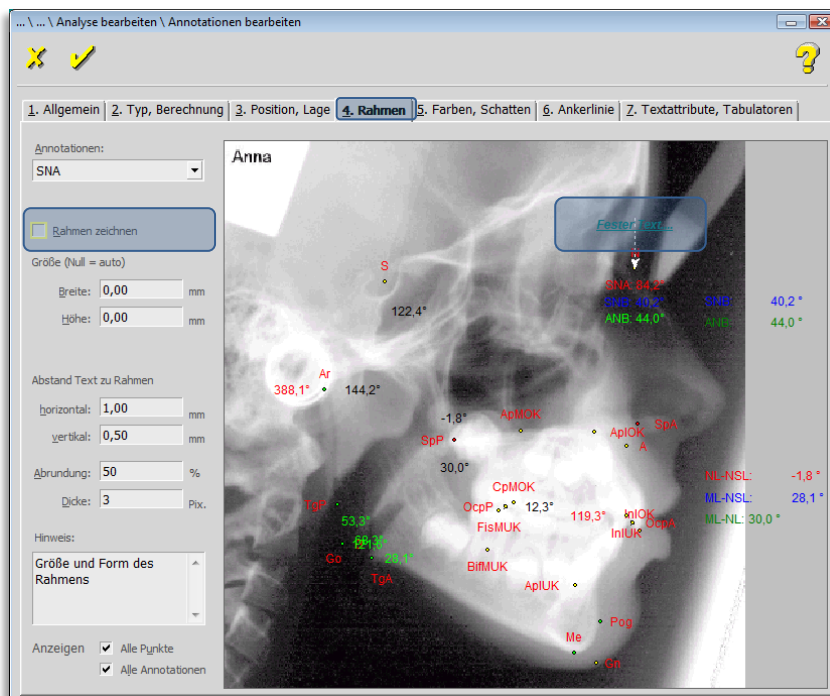 ... \ ... \ Analyse bearbeiten \ Annotationen bearbeiten
1. Allgemein
2. Typ, Berechnung
3. Position, Lage
4. Rahmen
5. Farben, Schatten
6. Ankerlinie
7. Textattribute, Tabulatoren
Annotationen:
SNA
Rahmen zeichnen
Größe (Null = auto)
Breite: 0,00 mm
Höhe: 0,00 mm
Abstand Text zu Rahmen
horizontal: 1,00 mm
vertikal: 0,50 mm
Abrundung: 50 %
Dicke: 3 Pix.
Hinweis:
Größe und Form des
Rahmens
Anzeigen
Alle Punkte
Alle Annotationen
Anna
Fester Text...
S
SNA: 84,2°
122,4°
SNB: 40,2°
SNB: 40,2 °
ANB: 44,0°
ANB: 44,0 °
Ar
388,1°
144,2°
-1,8°
ApMOK
SpP
ApIOK
SpA
A
30,0°
NL-NSL: -1,8 °
CpMOK
ML-NSL: 28,1 °
TgP
OcpP
12,3°
119,3°
InIOK
OcpA
ML-NL: 30,0 °
53,3°
FisMUK
InIUK
Go
28,1°
BifMUK
TgA
ApIUK
Pog
Me
Gn